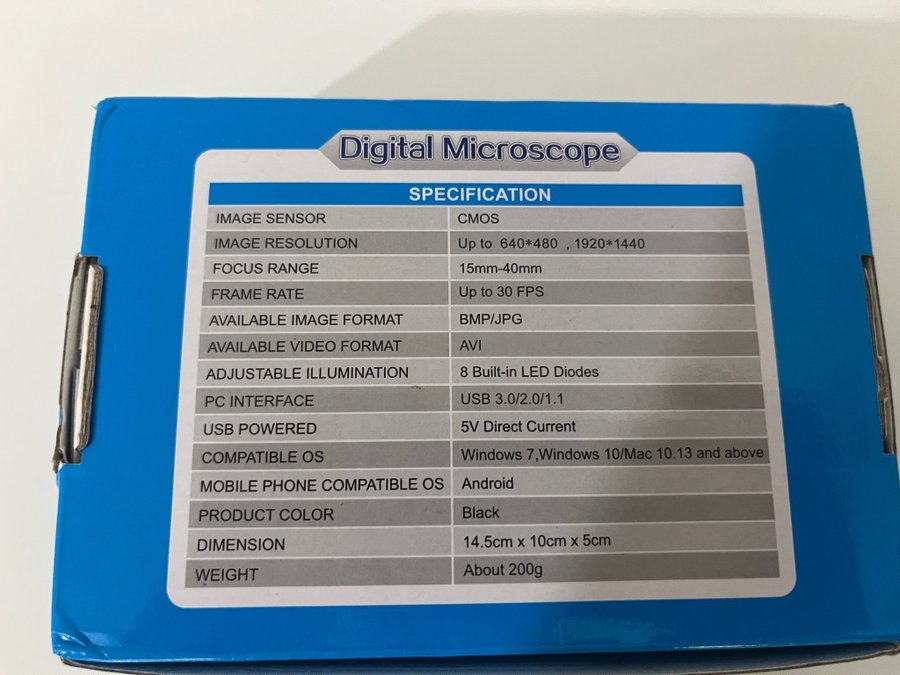 Digital Microscope
SPECIFICATION
IMAGE SENSOR CMOS
IMAGE RESOLUTION Up to 640*480 , 1920*1440
FOCUS RANGE 15mm-40mm
FRAME RATE Up to 30 FPS
AVAILABLE IMAGE FORMAT BMP/JPG
AVAILABLE VIDEO FORMAT AVI
ADJUSTABLE ILLUMINATION 8 Built-in LED Diodes
PC INTERFACE USB 3.0/2.0/1.1
USB POWERED 5V Direct Current
COMPATIBLE OS Windows 7,Windows 10/Mac 10.13 and above
MOBILE PHONE COMPATIBLE OS Android
PRODUCT COLOR Black
DIMENSION 14.5cm x 10cm x 5cm
WEIGHT About 200g